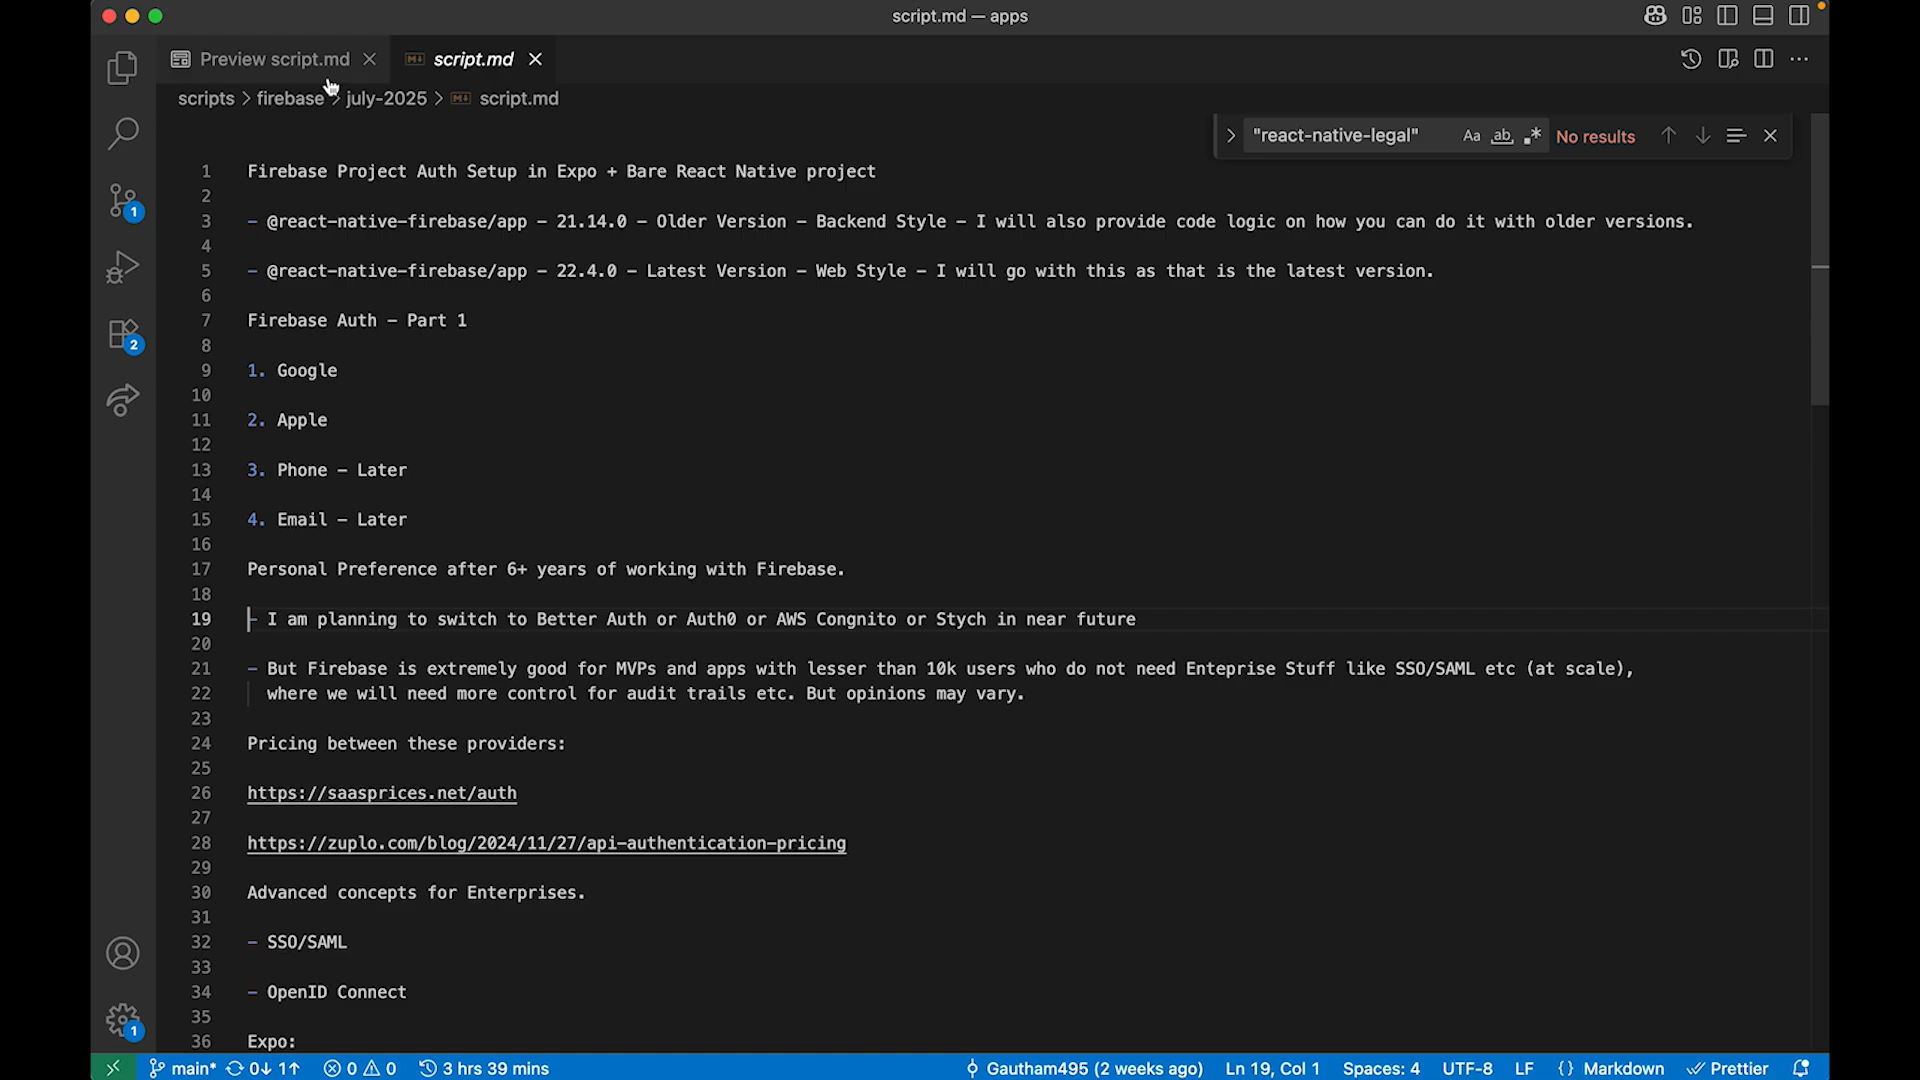 script.md — apps
Preview script.md
script.md
scripts > firebase > july-2025 > script.md
"react-native-legal" Aa ab .* No results
1 Firebase Project Auth Setup in Expo + Bare React Native project
2
3 - @react-native-firebase/app - 21.14.0 - Older Version - Backend Style - I will also provide code logic on how you can do it with older versions.
4
5 - @react-native-firebase/app - 22.4.0 - Latest Version - Web Style - I will go with this as that is the latest version.
6
7 Firebase Auth - Part 1
8
9 1. Google
10
11 2. Apple
12
13 3. Phone - Later
14
15 4. Email - Later
16
17 Personal Preference after 6+ years of working with Firebase.
18
19 - I am planning to switch to Better Auth or Auth0 or AWS Congnito or Stych in near future
20
21 - But Firebase is extremely good for MVPs and apps with lesser than 10k users who do not need Enteprise Stuff like SSO/SAML etc (at scale),
22 where we will need more control for audit trails etc. But opinions may vary.
23
24 Pricing between these providers:
25
26 https://saasprices.net/auth
27
28 https://zuplo.com/blog/2024/11/27/api-authentication-pricing
29
30 Advanced concepts for Enterprises.
31
32 - SSO/SAML
33
34 - OpenID Connect
35
36 Expo:
1
2
1
main* 0↓ 1↑ 0 0 3 hrs 39 mins Gautham495 (2 weeks ago) Ln 19, Col 1 Spaces: 4 UTF-8 LF {} Markdown Prettier